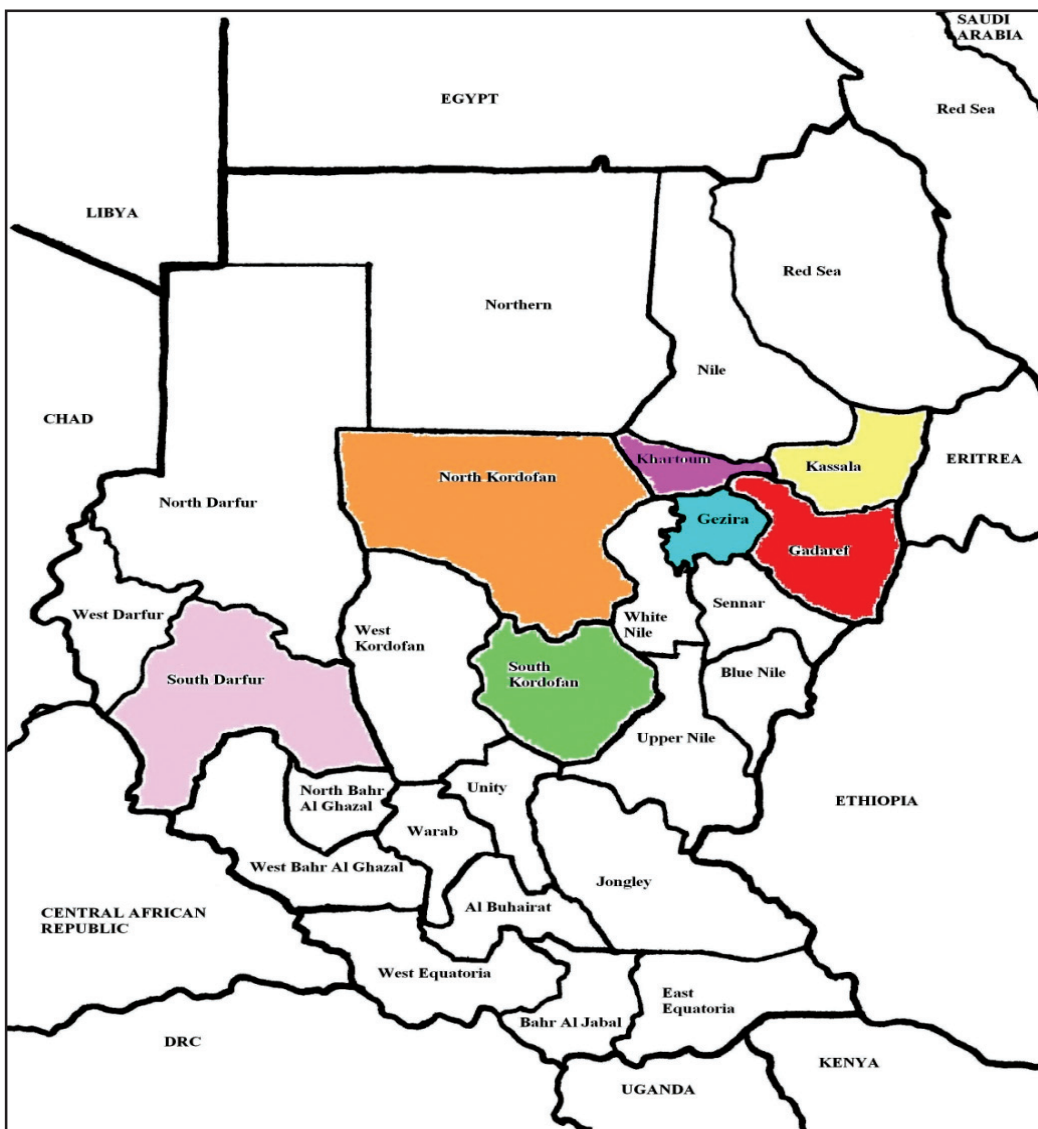 SAUDI
ARABIA
EGYPT
Red Sea
LIBYA
Red Sea
Northern
Nile
CHAD
Khartoum
Kassala
ERITREA
North Kordofan
North Darfur
Gezira
Gadaref
West Darfur
Sennar
White
Nile
West
Kordofan
South
Kordofan
Blue Nile
South Darfur
Upper Nile
North Bahr
Al Ghazal
Unity
ETHIOPIA
Warab
West Bahr Al Ghazal
Jongley
Al Buhairat
CENTRAL AFRICAN
REPUBLIC
West Equatoria
East
Equatoria
Bahr Al Jabal
DRC
KENYA
UGANDA